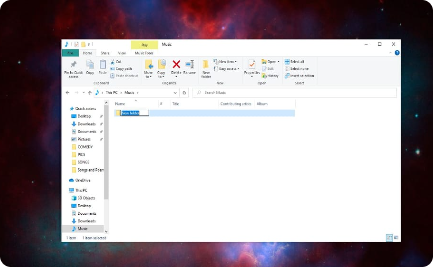 Play Music
File Home Share View Music Tools
Pin to Quick access
Copy
Paste
Cut
Copy path
Paste shortcut
Move to
Copy to
Delete
Rename
New folder
New item
Easy access
Properties
Open
Edit
History
Select all
Select none
Invert selection
Clipboard Organize New Open Select
This PC Music
Search Music
Name # Title Contributing artists Album
New folder
Quick access
Desktop
Downloads
Documents
Pictures
COMEDY
PICS
SONGS
Songs and Poem
OneDrive
This PC
3D Objects
Desktop
Documents
Downloads
Music
1 item 1 item selected